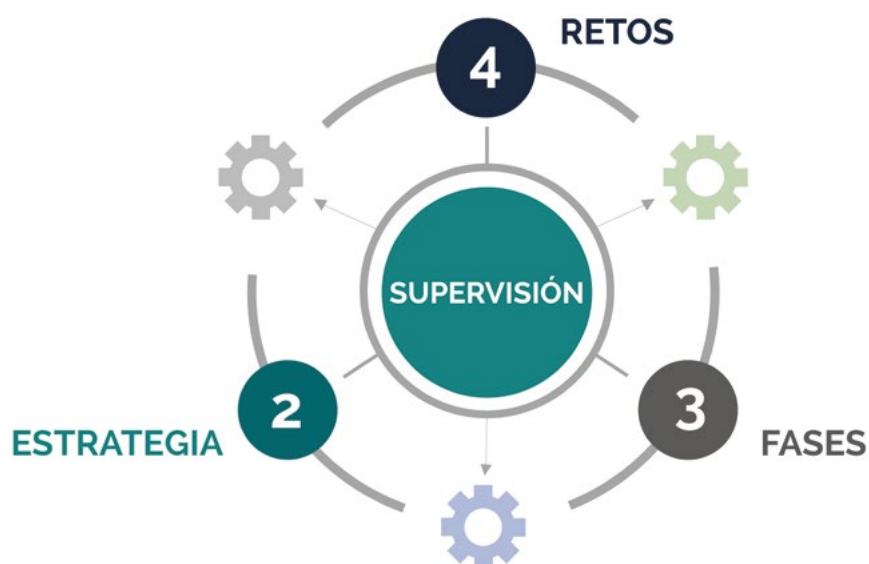 RETOS
4
SUPERVISIÓN
2
ESTRATEGIA
3
FASES